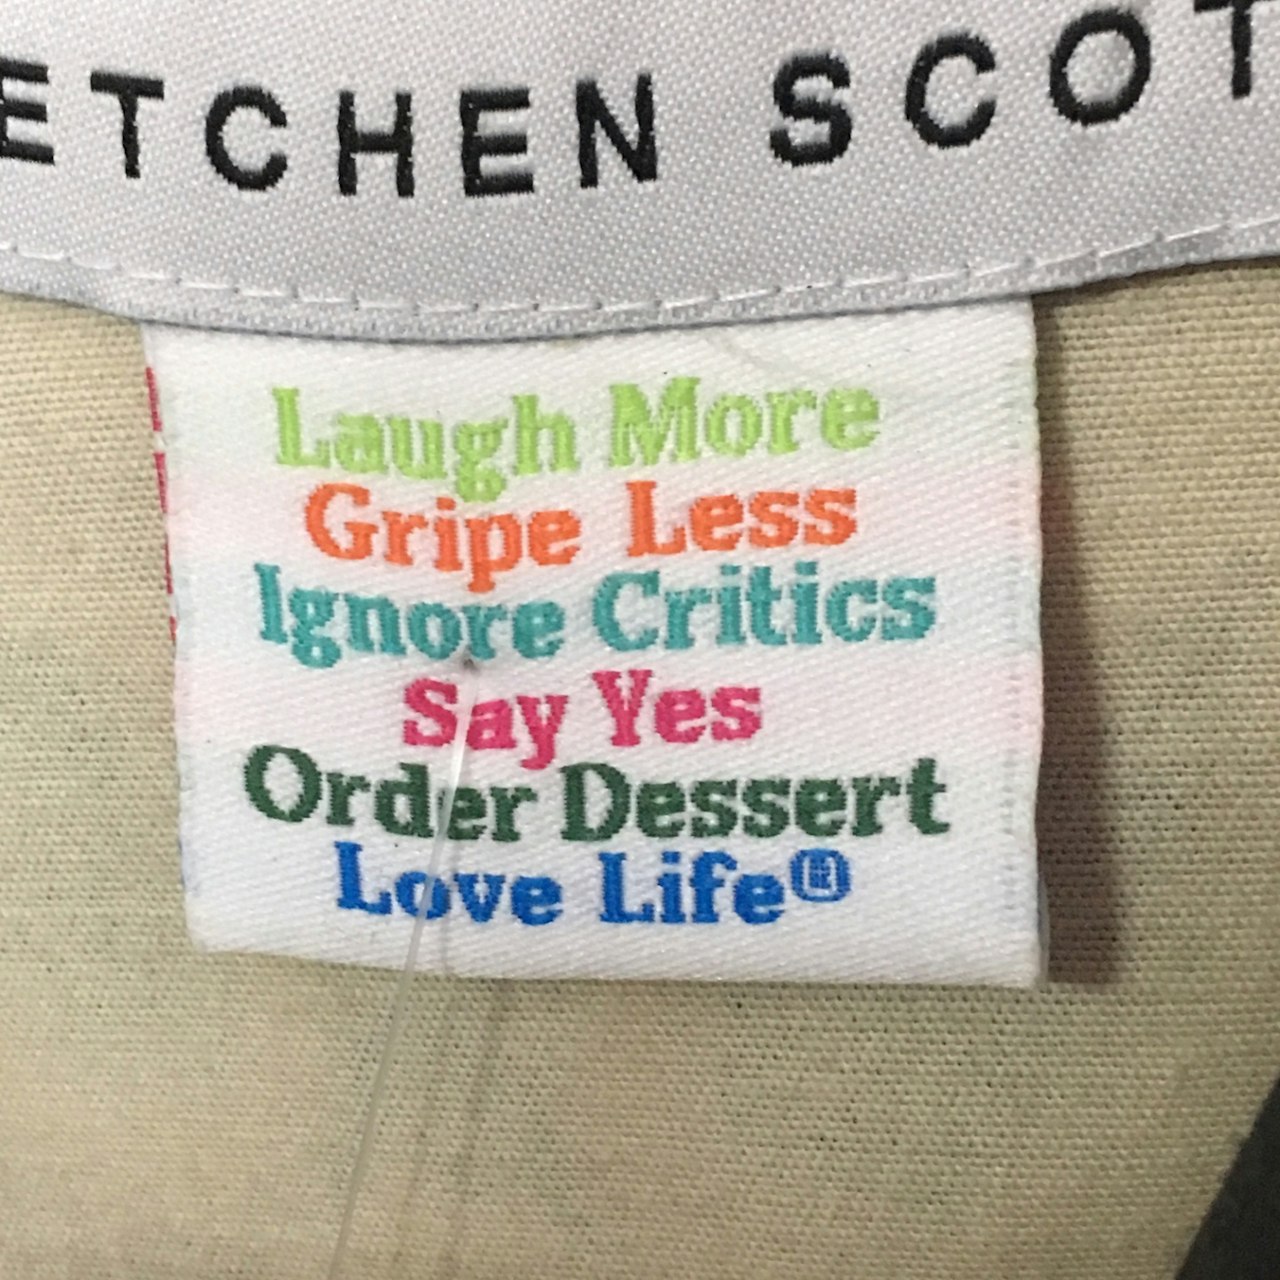 ETCHEN SCOT
Laugh More
Gripe Less
Ignore Critics
Say Yes
Order Dessert
Love Life®